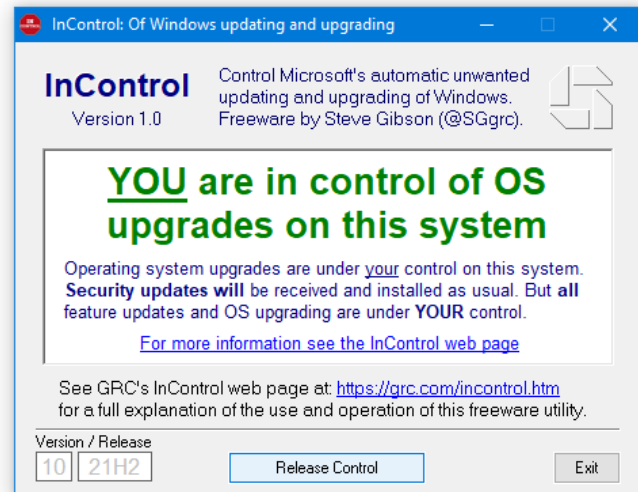 InControl: Of Windows updating and upgrading
InControl
Version 1.0
Control Microsoft's automatic unwanted
updating and upgrading of Windows.
Freeware by Steve Gibson (@SGgrc).
YOU are in control of OS
upgrades on this system
Operating system upgrades are under your control on this system.
Security updates will be received and installed as usual. But all
feature updates and OS upgrading are under YOUR control.
For more information see the InControl web page
See GRC's InControl web page at: https://grc.com/incontrol.htm
for a full explanation of the use and operation of this freeware utility.
Version / Release
10 21H2
Release Control
Exit